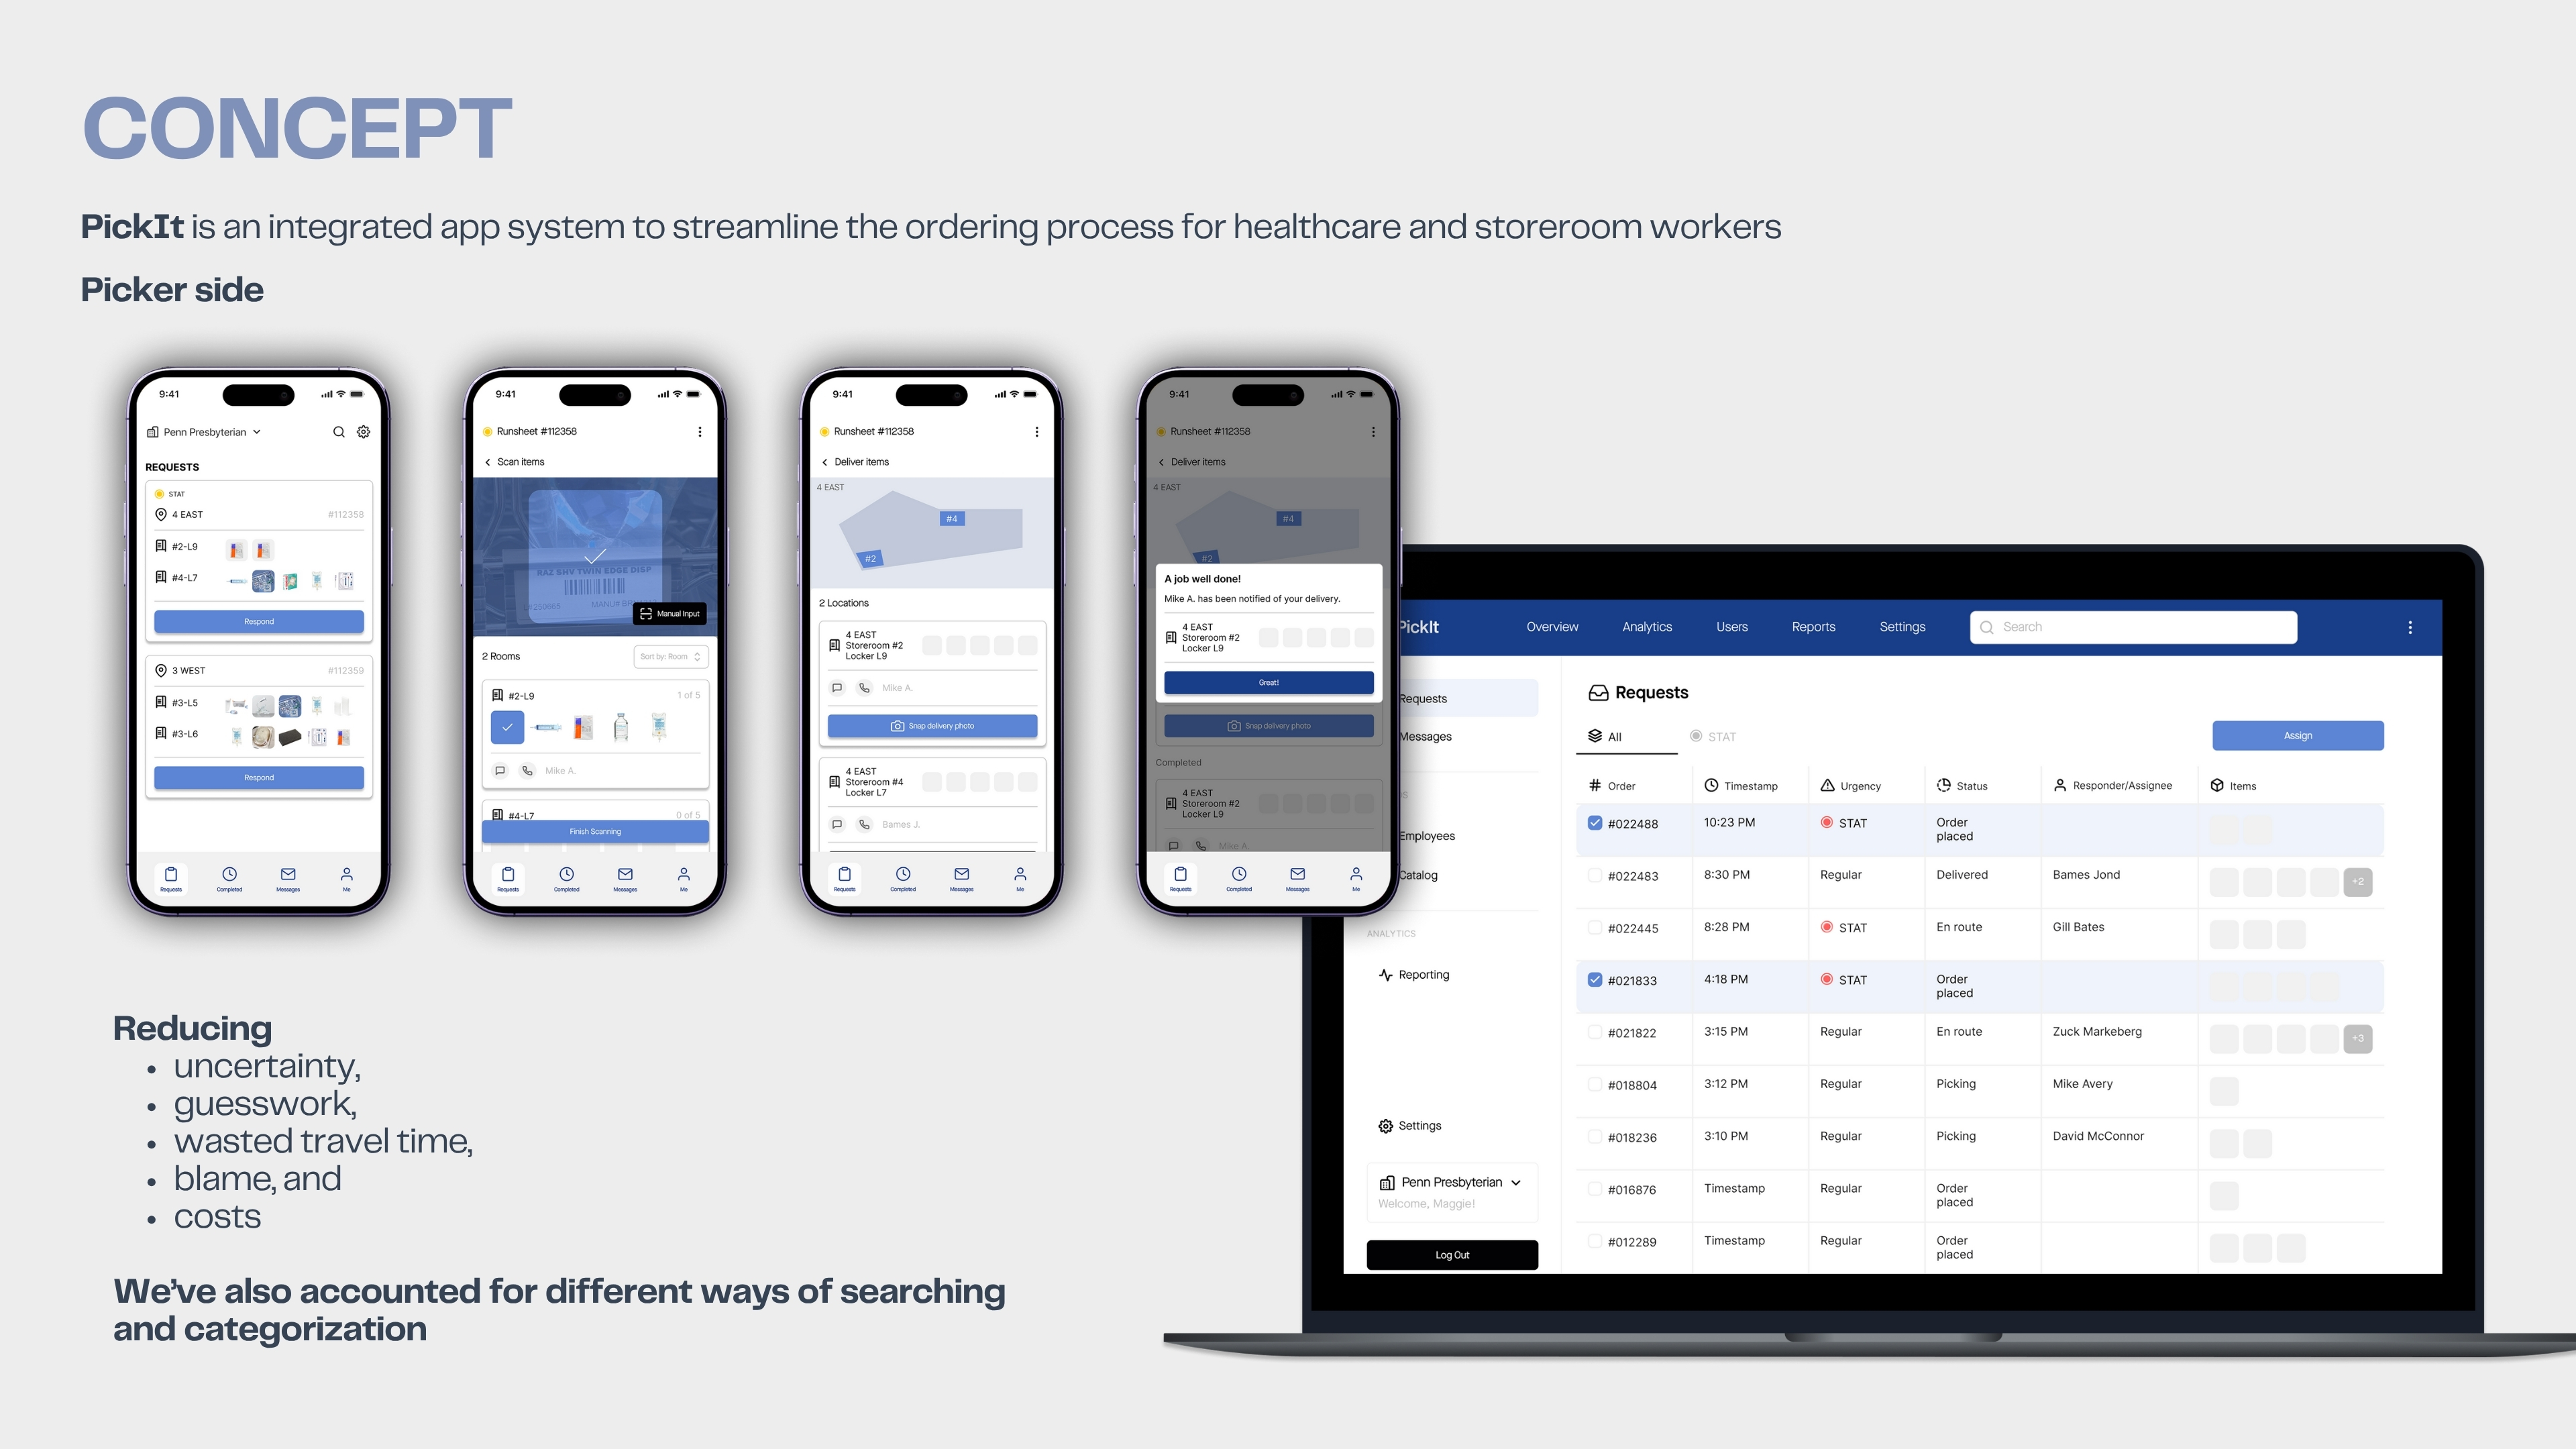 CONCEPT
PickIt is an integrated app system to streamline the ordering process for healthcare and storeroom workers
Picker side
9:41
Penn Presbyterian
REQUESTS
STAT
4 EAST #112358
#2-L9
#4-L7
Respond
3 WEST #112359
#3-L5
#3-L6
Respond
Requests Completed Messages Me
9:41
Runsheet #112358
Scan items
RAZ SHV TWIN EDGE DISP
Manual Input
2 Rooms Sort by: Room
#2-L9 1 of 5
Mike A.
#4-L7 0 of 5
Finish Scanning
Requests Completed Messages Me
9:41
Runsheet #112358
Deliver items
4 EAST
#4
#2
2 Locations
4 EAST
Storeroom #2
Locker L9
Mike A.
Snap delivery photo
4 EAST
Storeroom #4
Locker L7
Bames J.
Requests Completed Messages Me
9:41
Runsheet #112358
Deliver items
4 EAST
#4
#2
A job well done!
Mike A. has been notified of your delivery.
4 EAST
Storeroom #2
Locker L9
Great!
Snap delivery photo
Completed
4 EAST
Storeroom #2
Locker L9
Mike A.
Requests Completed Messages Me
PickIt Overview Analytics Users Reports Settings Search
Requests
Messages
Employees
Catalog
ANALYTICS
Reporting
Settings
Penn Presbyterian
Welcome, Maggie!
Log Out
Requests
All STAT Assign
# Order Timestamp Urgency Status Responder/Assignee Items
#022488 10:23 PM STAT Order
placed
#022483 8:30 PM Regular Delivered Bames Jond +2
#022445 8:28 PM STAT En route Gill Bates
#021833 4:18 PM STAT Order
placed
#021822 3:15 PM Regular En route Zuck Markeberg +3
#018804 3:12 PM Regular Picking Mike Avery
#018236 3:10 PM Regular Picking David McConnor
#016876 Timestamp Regular Order
placed
#012289 Timestamp Regular Order
placed
Reducing
• uncertainty,
• guesswork,
• wasted travel time,
• blame, and
• costs
We've also accounted for different ways of searching
and categorization